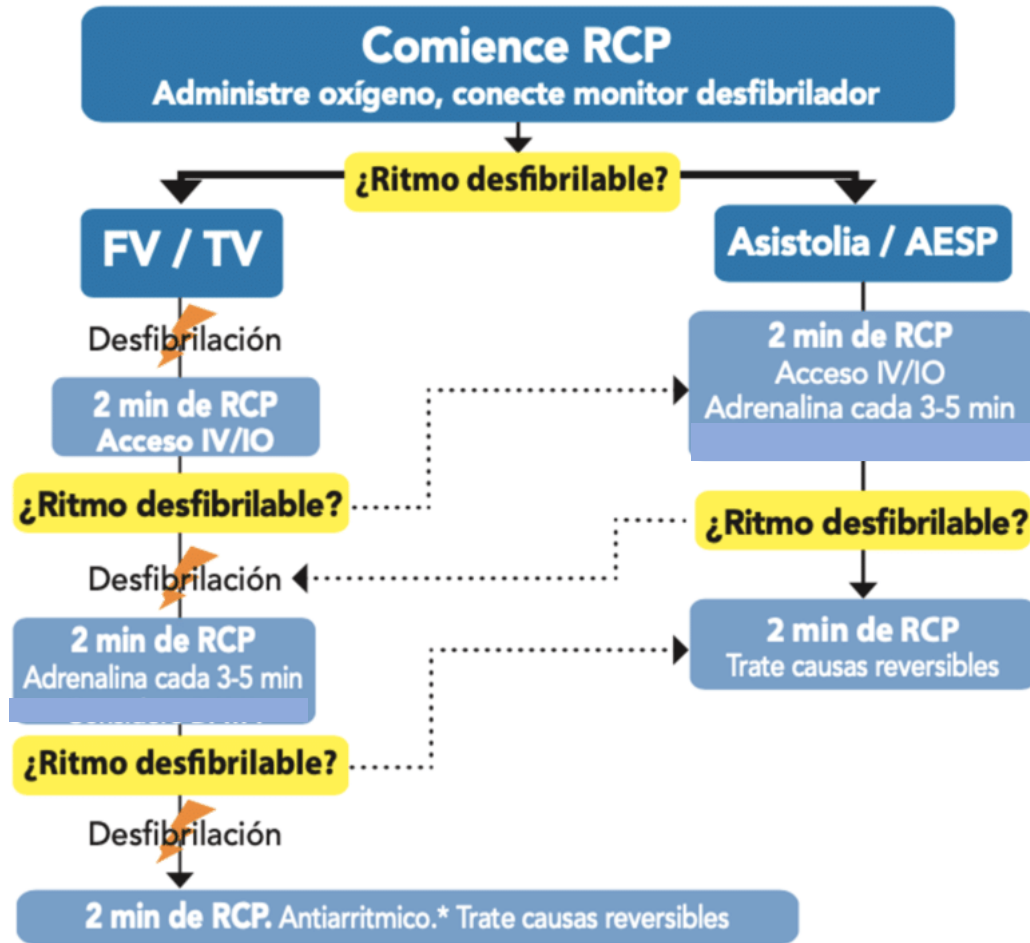 Comience RCP
Administre oxígeno, conecte monitor desfibrilador
¿Ritmo desfibrilable?
FV / TV
Desfibrilación
2 min de RCP
Acceso IV/IO
¿Ritmo desfibrilable?
Desfibrilación
2 min de RCP
Adrenalina cada 3-5 min
¿Ritmo desfibrilable?
Desfibrilación
2 min de RCP. Antiarritmico.* Trate causas reversibles
Asistolia / AESP
2 min de RCP
Acceso IV/IO
Adrenalina cada 3-5 min
¿Ritmo desfibrilable?
2 min de RCP
Trate causas reversibles